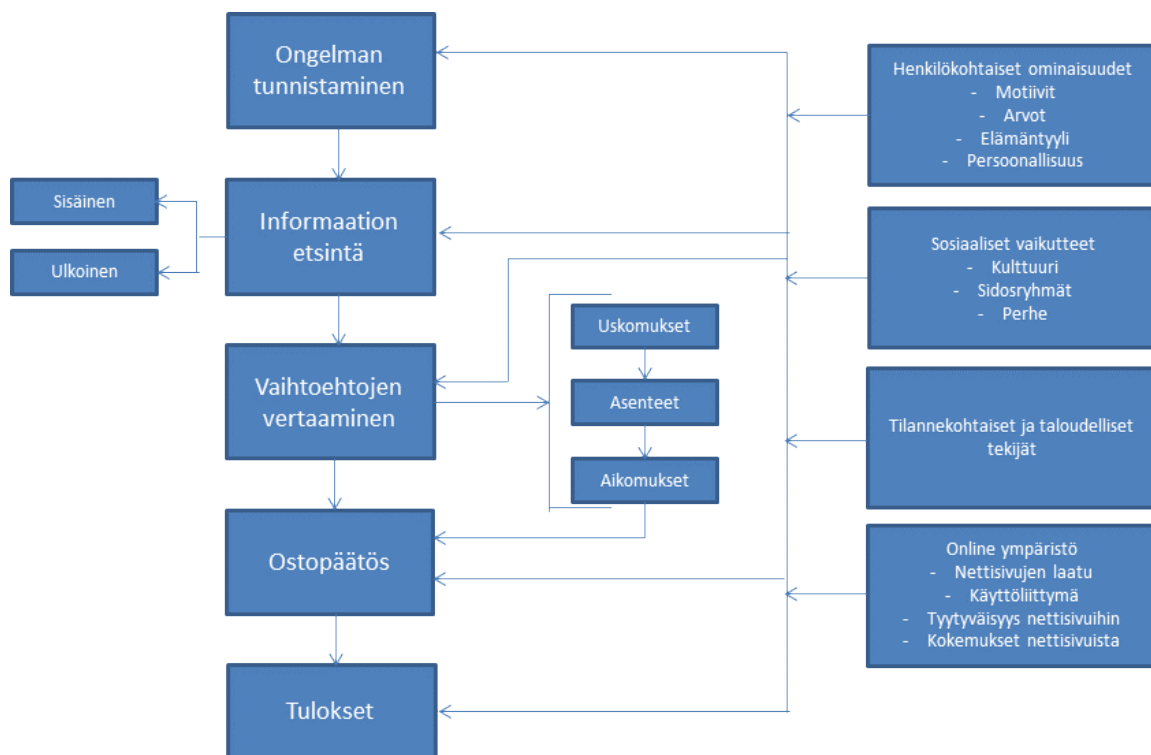 Ongelman
tunnistaminen
Henkilökohtaiset ominaisuudet
- Motiivit
- Arvot
- Elämäntyyli
- Persoonallisuus
Sisäinen
Ulkoinen
Informaation
etsintä
Sosiaaliset vaikutteet
- Kulttuuri
- Sidosryhmät
- Perhe
Vaihtoehtojen
vertaaminen
Uskomukset
Asenteet
Aikomukset
Tilannekohtaiset ja taloudelliset
tekijät
Ostopäätös
Online ympäristö
- Nettisivujen laatu
- Käyttöliittymä
- Tyytyväisyys nettisivuihin
- Kokemukset nettisivuista
Tulokset